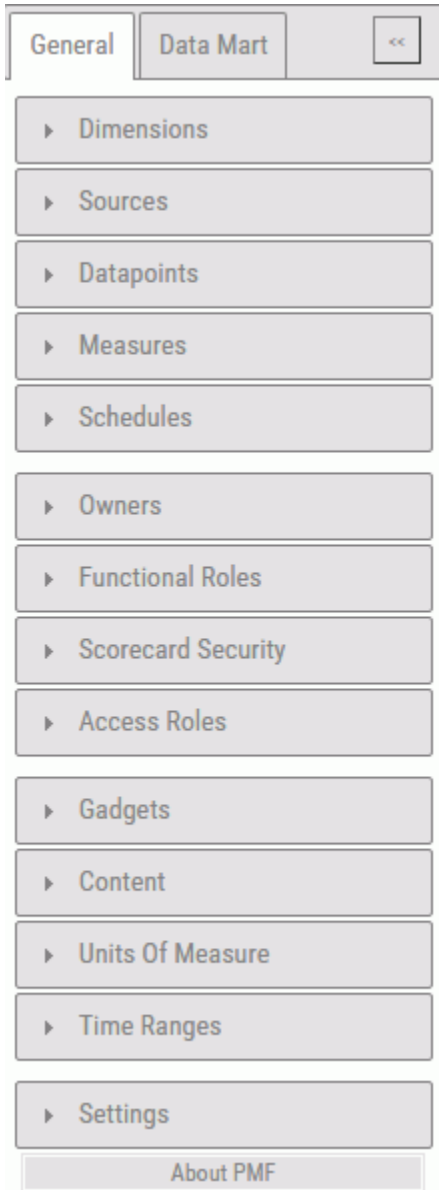 General
Data Mart
<<
Dimensions
Sources
Datapoints
Measures
Schedules
Owners
Functional Roles
Scorecard Security
Access Roles
Gadgets
Content
Units Of Measure
Time Ranges
Settings
About PMF